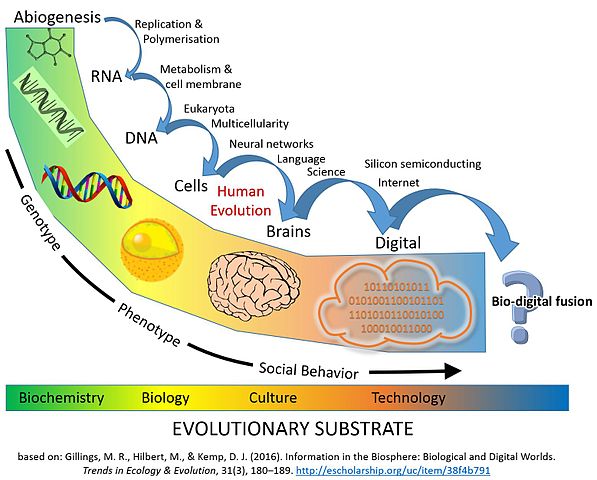 Abiogenesis
Replication &
Polymerisation
RNA
Metabolism &
cell membrane
DNA
Eukaryota
Multicellularity
Cells
Neural networks
Language
Science
Human
Evolution
Brains
Silicon semiconducting
Internet
Digital
Bio-digital fusion
?
10110101011
0101001100101101
1101010110010100
100010011000
Genotype
Phenotype
Social Behavior
Biochemistry Biology Culture Technology
EVOLUTIONARY SUBSTRATE
based on: Gillings, M. R., Hilbert, M., & Kemp, D. J. (2016). Information in the Biosphere: Biological and Digital Worlds.
Trends in Ecology & Evolution, 31(3), 180–189. http://escholarship.org/uc/item/38f4b791